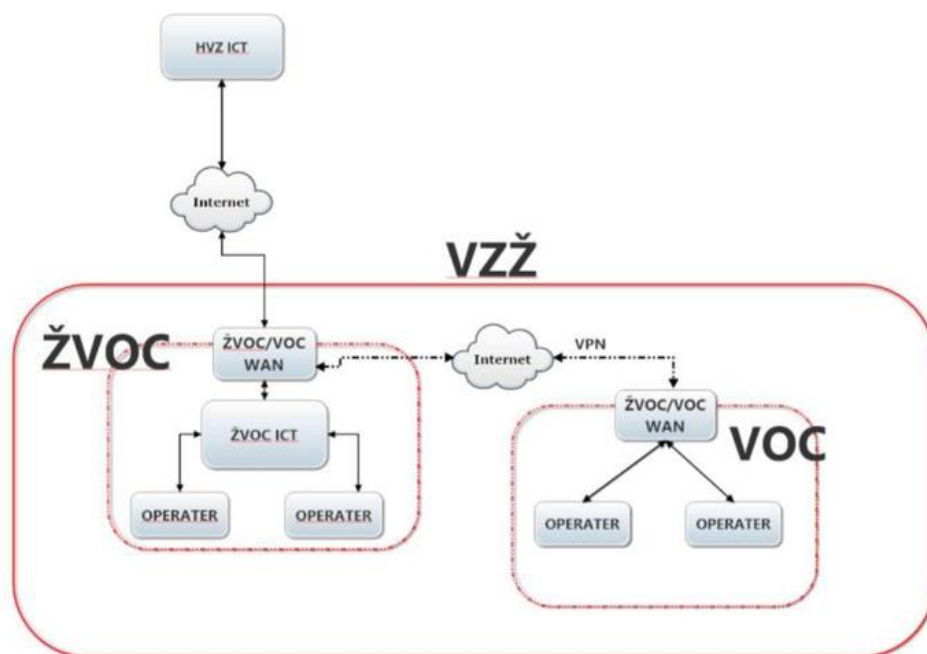 HVZ ICT
Internet
VZŽ
ŽVOC
ŽVOC/VOC
WAN
Internet
VPN
ŽVOC/VOC
WAN
VOC
ŽVOC ICT
OPERATER
OPERATER
OPERATER
OPERATER